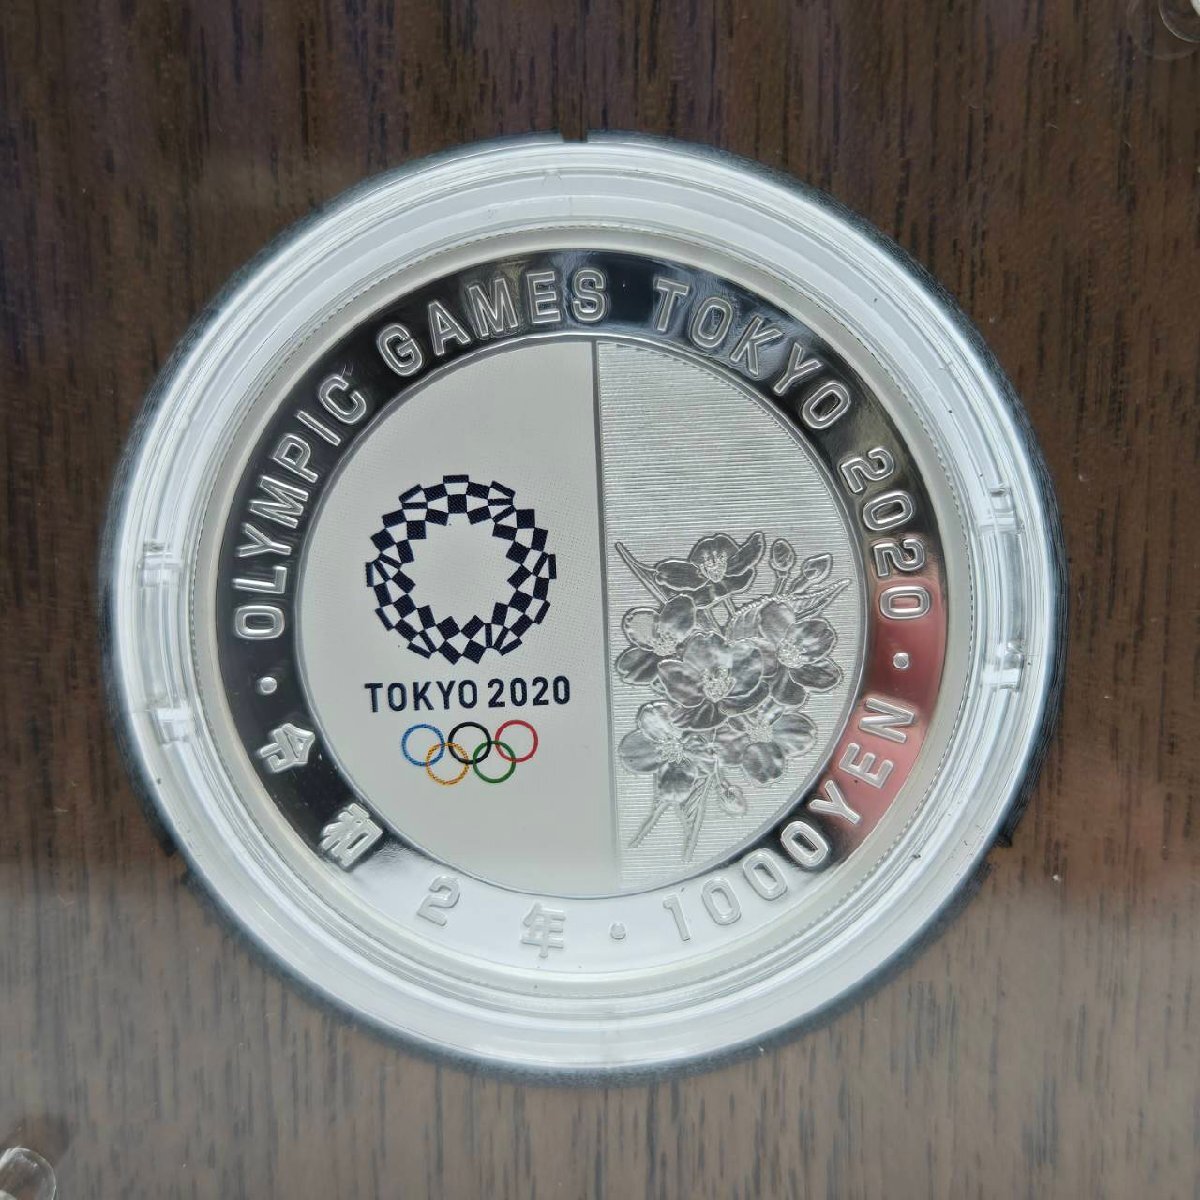 OLYMPIC GAMES TOKYO 2020
TOKYO 2020
令和2年・1000YEN・